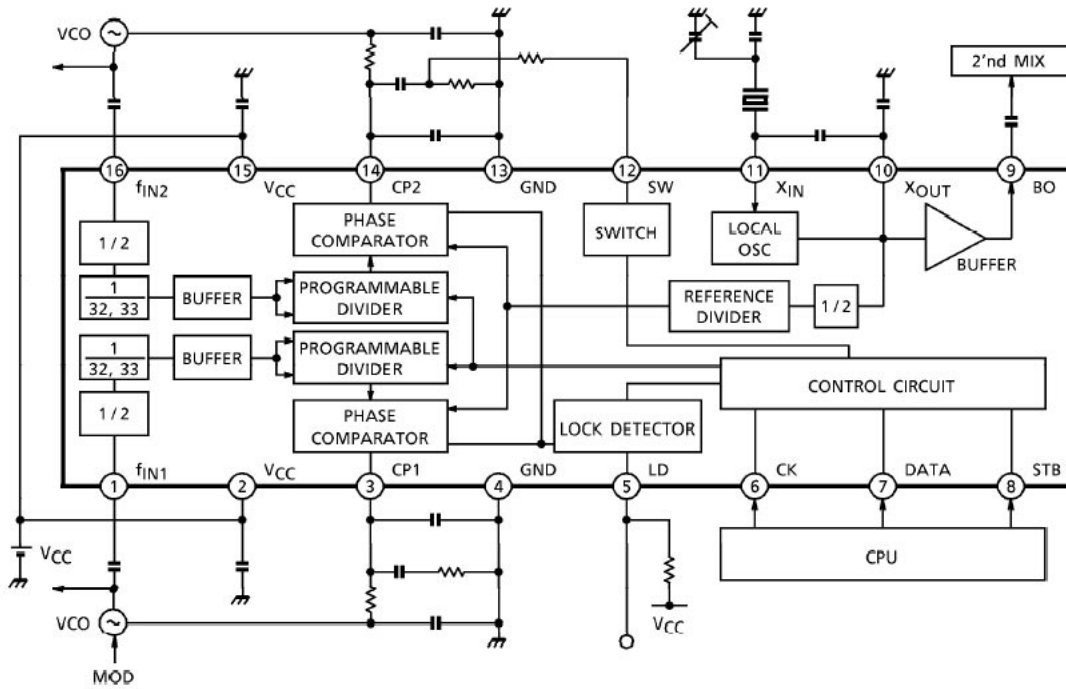 VCO
2'nd MIX
16 15 14 13 12 11 10 9
fIN2 VCC CP2 GND SW XIN XOUT BO
1 / 2
PHASE
COMPARATOR
SWITCH
LOCAL
OSC
BUFFER
1
32, 33
BUFFER
PROGRAMMABLE
DIVIDER
REFERENCE
DIVIDER
1 / 2
1
32, 33
BUFFER
PROGRAMMABLE
DIVIDER
CONTROL CIRCUIT
1 / 2
PHASE
COMPARATOR
LOCK DETECTOR
fIN1 VCC CP1 GND LD CK DATA STB
1 2 3 4 5 6 7 8
VCC
CPU
VCO
VCC
MOD